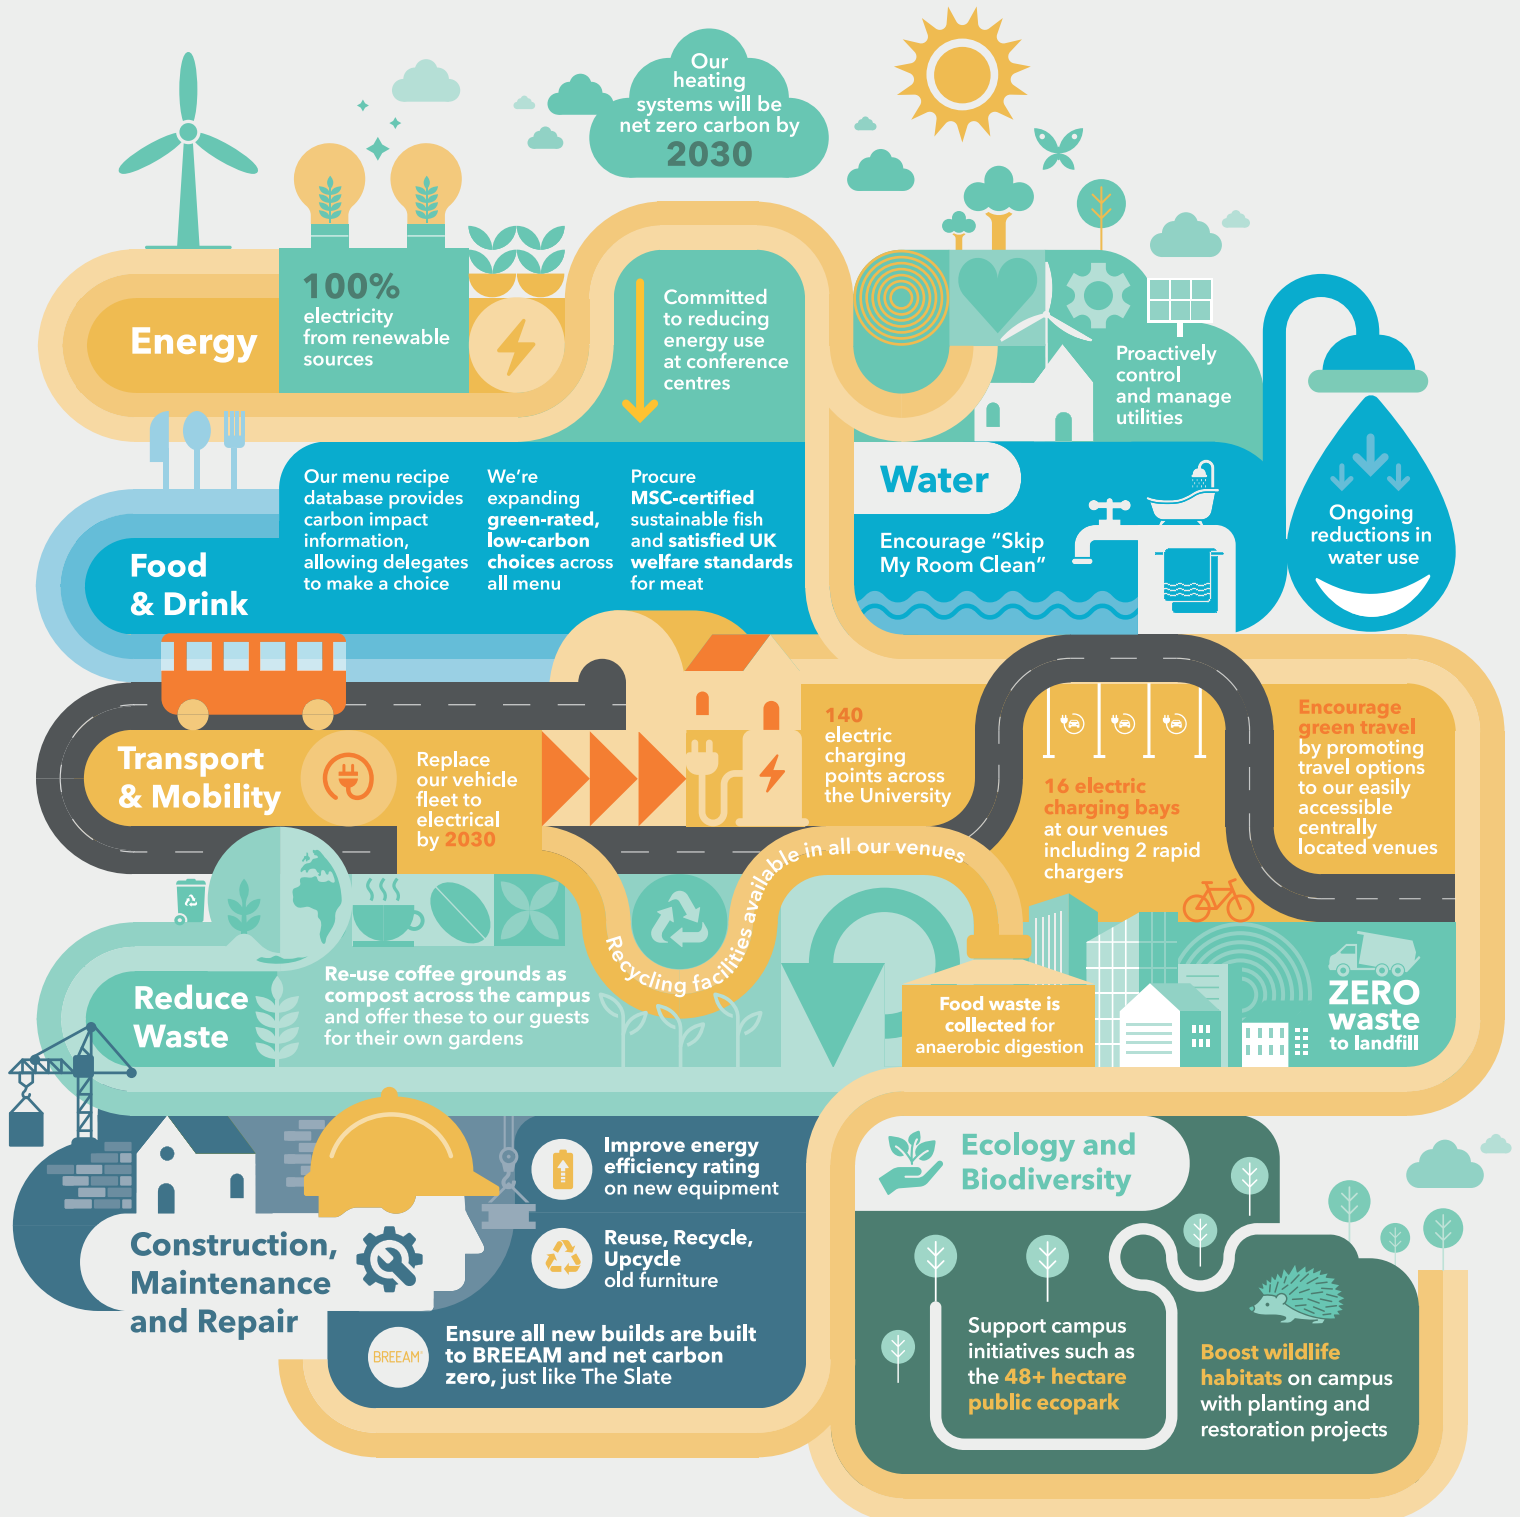 Our
heating
systems will be
net zero carbon by
2030
Energy
100%
electricity
from renewable
sources
Committed
to reducing
energy use
at conference
centres
Proactively
control
and manage
utilities
Food
& Drink
Our menu recipe
database provides
carbon impact
information,
allowing delegates
to make a choice
We’re
expanding
green-rated,
low-carbon
choices across
all menu
Procure
MSC-certified
sustainable fish
and satisfied UK
welfare standards
for meat
Water
Encourage “Skip
My Room Clean”
Ongoing
reductions in
water use
Transport
& Mobility
Replace
our vehicle
fleet to
electrical
by 2030
140
electric
charging
points across
the University
16 electric
charging bays
at our venues
including 2 rapid
chargers
Encourage
green travel
by promoting
travel options
to our easily
accessible
centrally
located venues
Reduce
Waste
Re-use coffee grounds as
compost across the campus
and offer these to our guests
for their own gardens
Recycling facilities available in all our venues
Food waste is
collected for
anaerobic digestion
ZERO
waste
to landfill
Construction,
Maintenance
and Repair
Improve energy
efficiency rating
on new equipment
Reuse, Recycle,
Upcycle
old furniture
BREEAM®
Ensure all new builds are built
to BREEAM and net carbon
zero, just like The Slate
Ecology and
Biodiversity
Support campus
initiatives such as
the 48+ hectare
public ecopark
Boost wildlife
habitats on campus
with planting and
restoration projects